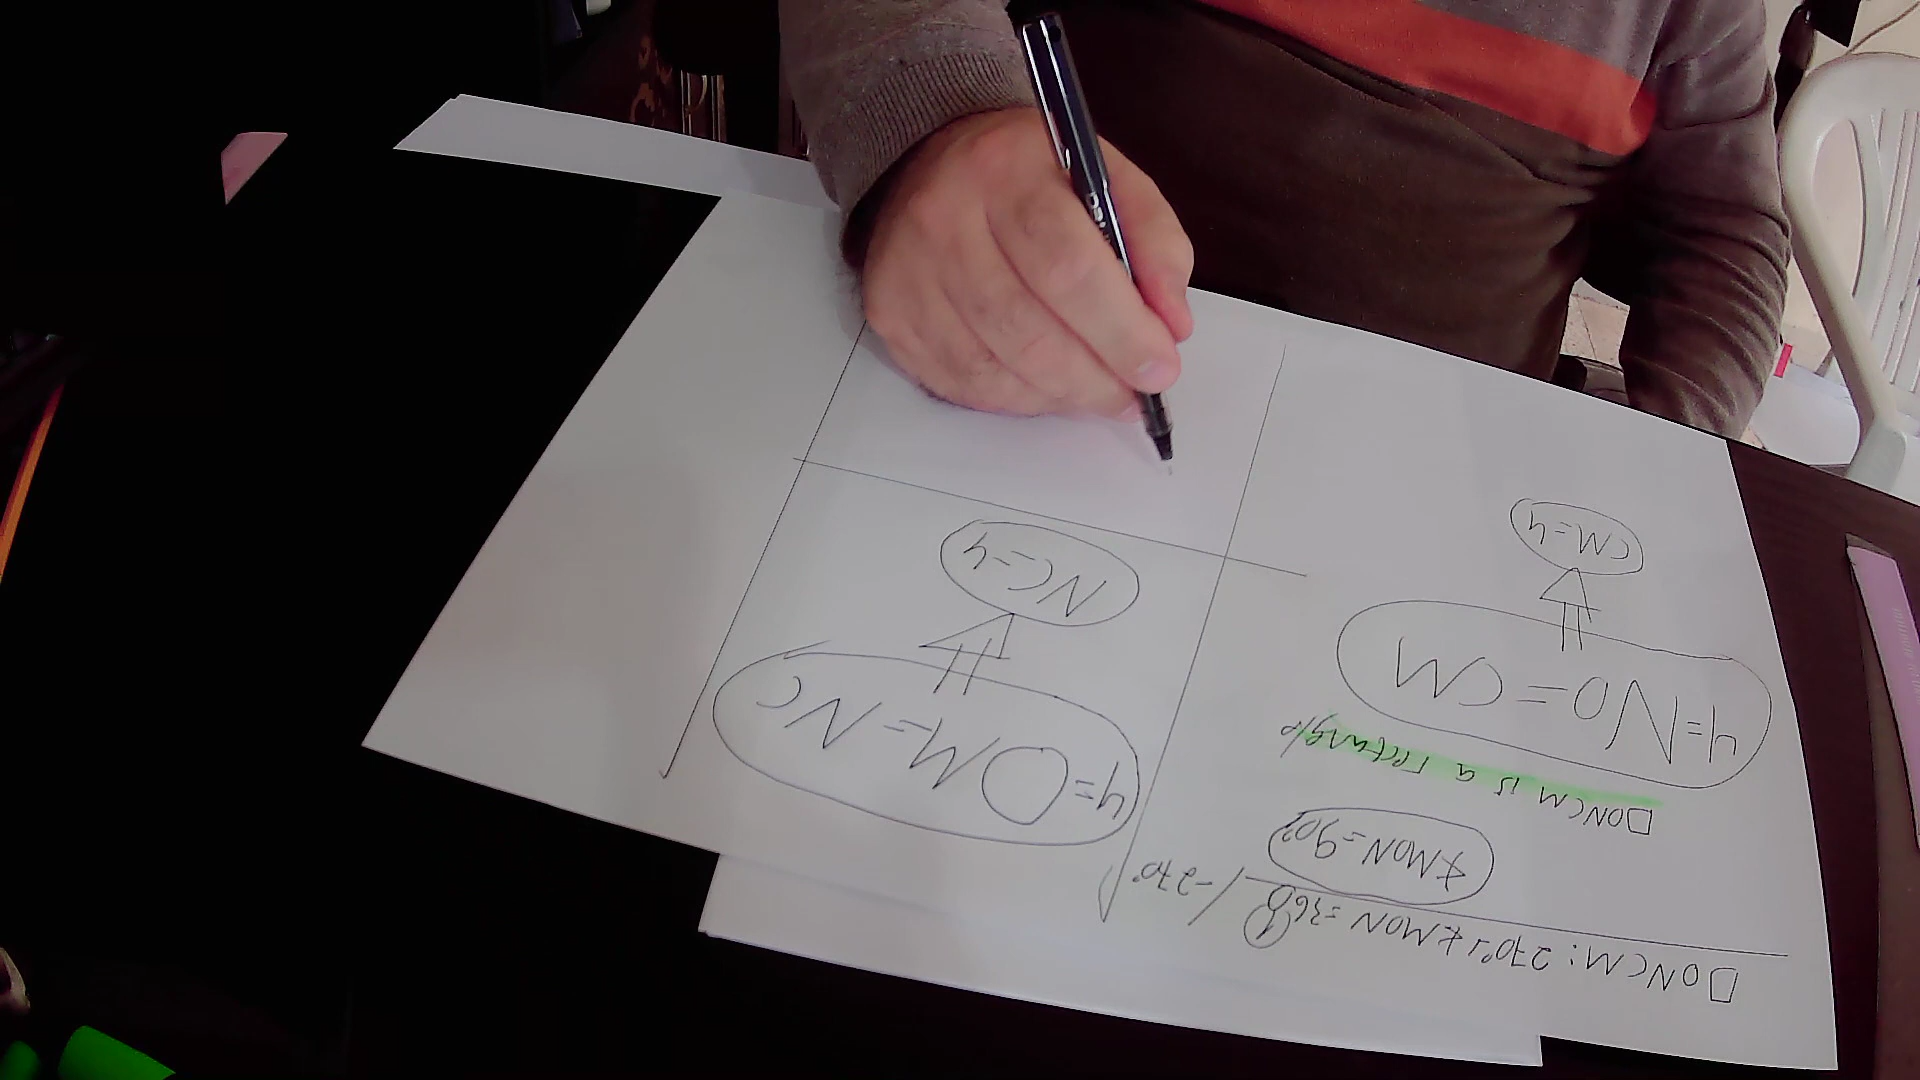 □ONCM: 270°+∡MON=360° /-270°
∡MON=90°
□ONCM is a rectangle
4=NO=CM
CM=4
4=OM=NC
NC=4